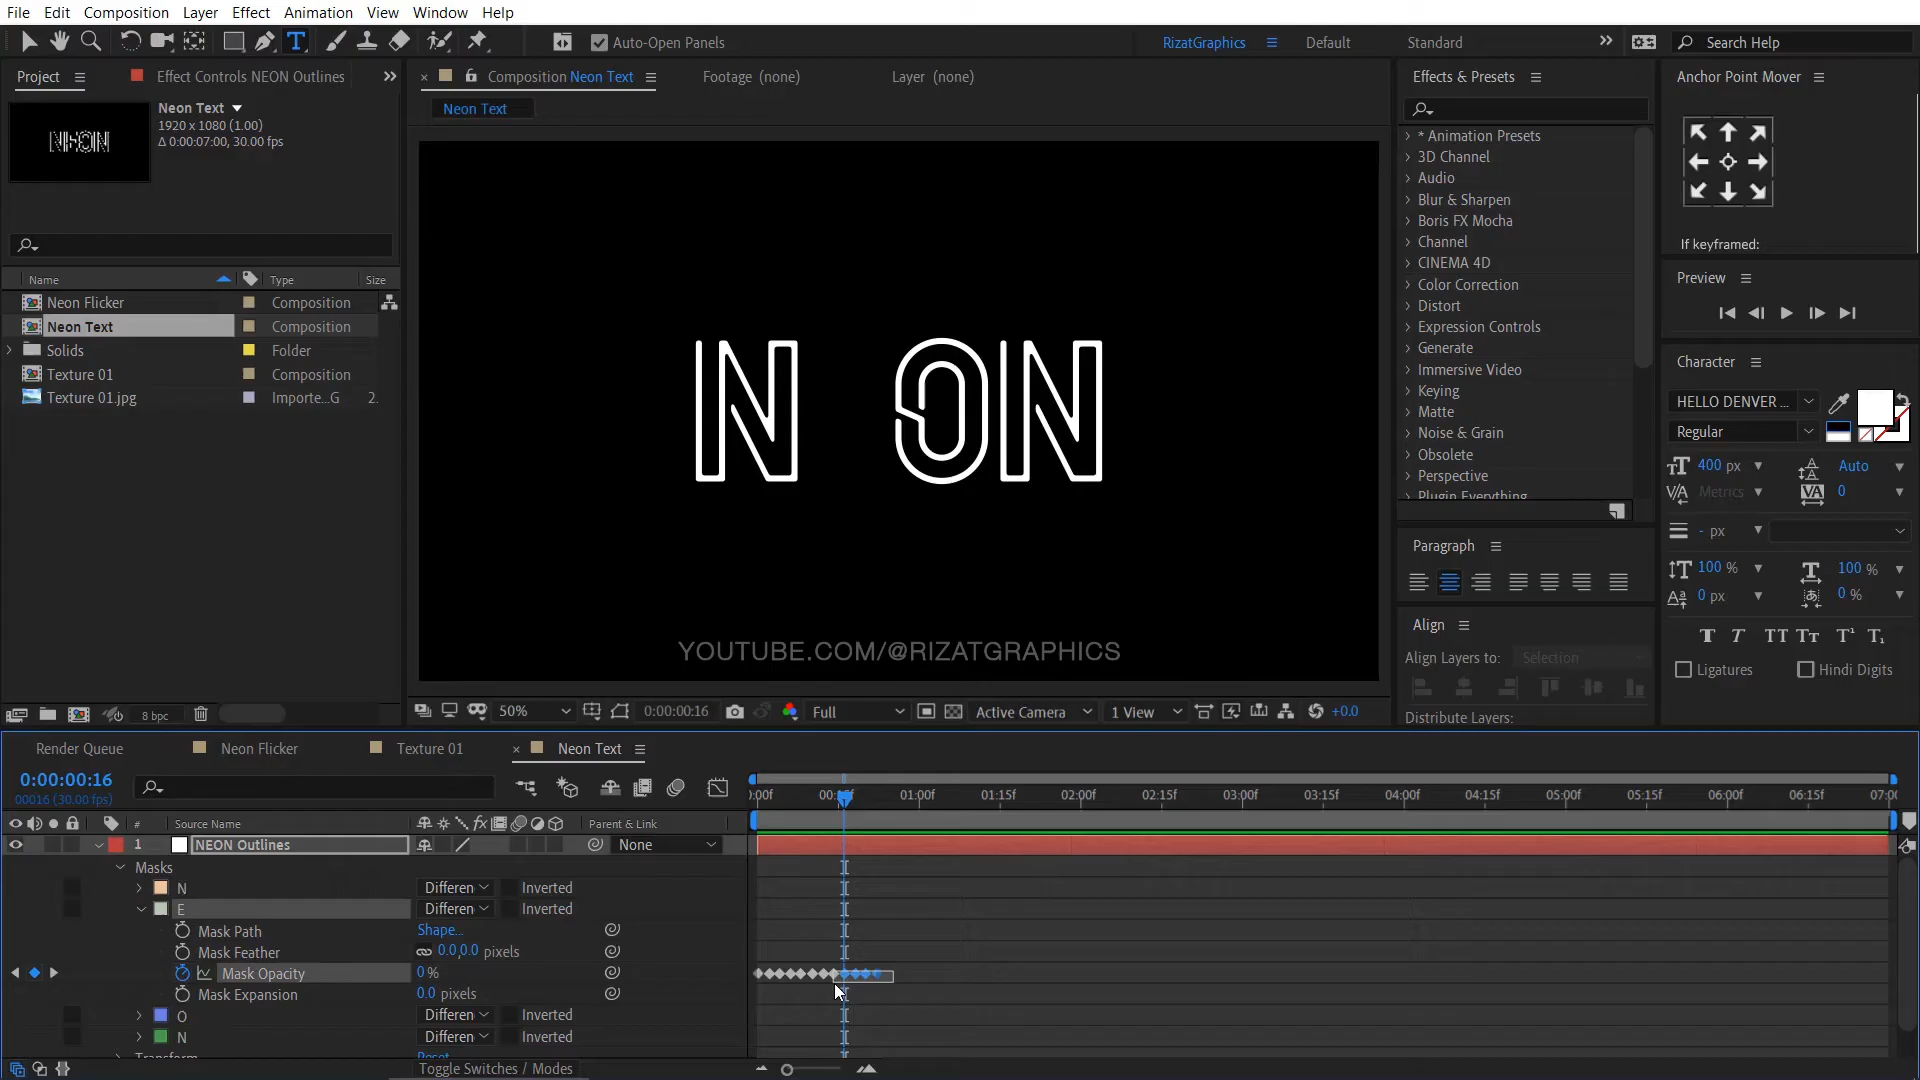 File Edit Composition Layer Effect Animation View Window Help
Auto-Open Panels
RizatGraphics Default Standard
Search Help
Project
Effect Controls NEON Outlines
Neon Text
1920 x 1080 (1.00)
Δ 0:00:07:00, 30.00 fps
NEON
Name Type Size
Neon Flicker Composition
Neon Text Composition
Solids Folder
Texture 01 Composition
Texture 01.jpg Importe...G 2.
8 bpc
Composition Neon Text
Footage (none)
Layer (none)
Neon Text
N ON
YOUTUBE.COM/@RIZATGRAPHICS
50% 0:00:00:16 Full Active Camera 1 View +0.0
Effects & Presets
* Animation Presets
3D Channel
Audio
Blur & Sharpen
Boris FX Mocha
Channel
CINEMA 4D
Color Correction
Distort
Expression Controls
Generate
Immersive Video
Keying
Matte
Noise & Grain
Obsolete
Perspective
Plugin Everything
Paragraph
Align
Align Layers to: Selection
Distribute Layers:
Anchor Point Mover
If keyframed:
Preview
Character
HELLO DENVER ...
Regular
400 px Auto
Metrics 0
- px
100 % 100 %
0 px 0 %
Ligatures Hindi Digits
Render Queue Neon Flicker Texture 01 Neon Text
0:00:00:16
00016 (30.00 fps)
:00f 01:00f 01:15f 02:00f 02:15f 03:00f 03:15f 04:00f 04:15f 05:00f 05:15f 06:00f 06:15f
# Source Name Parent & Link
1 NEON Outlines None
Masks
N Differen Inverted
E Differen Inverted
Mask Path Shape...
Mask Feather 0.0,0.0 pixels
Mask Opacity 0 %
Mask Expansion 0.0 pixels
O Differen Inverted
N Differen Inverted
Transform Reset
Toggle Switches / Modes